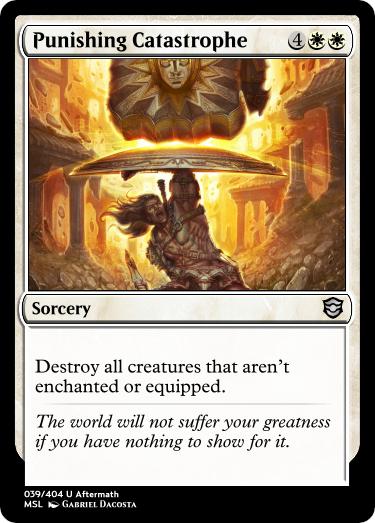 Punishing Catastrophe 4
Sorcery
Destroy all creatures that aren't
enchanted or equipped.
The world will not suffer your greatness
if you have nothing to show for it.
039/404 U Aftermath
MSL Gabriel Dacosta